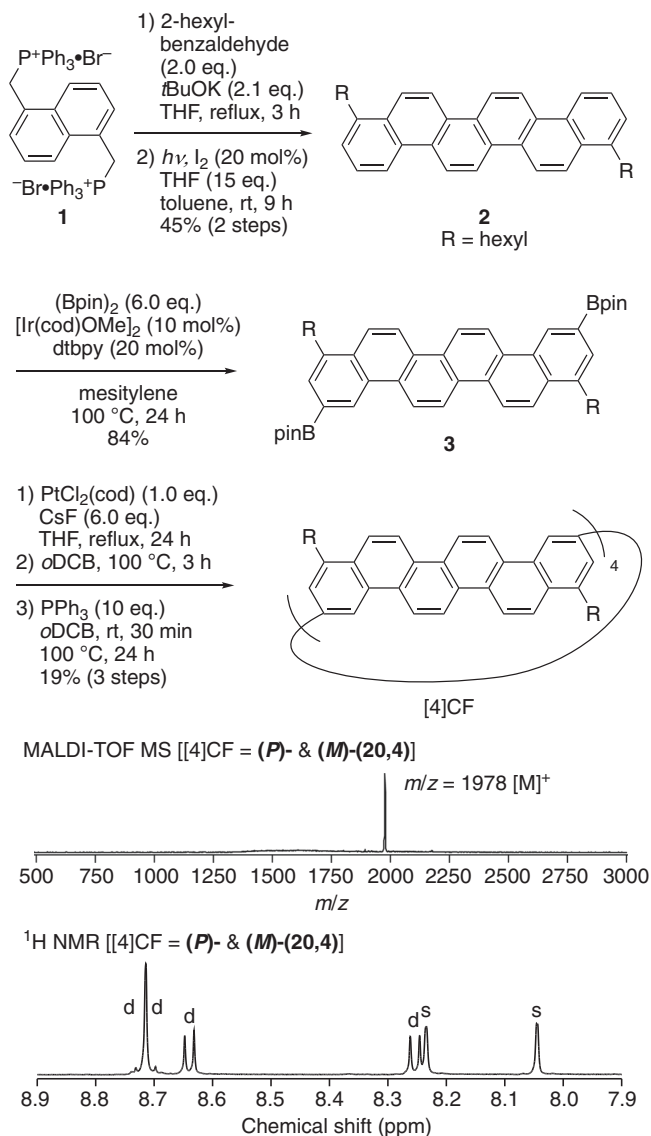 P⁺Ph₃•Br⁻
⁻Br•Ph₃⁺P
1
1) 2-hexyl-
benzaldehyde
(2.0 eq.)
tBuOK (2.1 eq.)
THF, reflux, 3 h
2) hν, I₂ (20 mol%)
THF (15 eq.)
toluene, rt, 9 h
45% (2 steps)
R
R
2
R = hexyl
(Bpin)₂ (6.0 eq.)
[Ir(cod)OMe]₂ (10 mol%)
dtbpy (20 mol%)
mesitylene
100 °C, 24 h
84%
Bpin
R
R
pinB
3
1) PtCl₂(cod) (1.0 eq.)
CsF (6.0 eq.)
THF, reflux, 24 h
2) oDCB, 100 °C, 3 h
3) PPh₃ (10 eq.)
oDCB, rt, 30 min
100 °C, 24 h
19% (3 steps)
R
4
R
[4]CF
MALDI-TOF MS [[4]CF = (P)- & (M)-(20,4)]
m/z = 1978 [M]⁺
500 750 1000 1250 1500 1750 2000 2250 2500 2750 3000
m/z
¹H NMR [[4]CF = (P)- & (M)-(20,4)]
d d d d s s
8.9 8.8 8.7 8.6 8.5 8.4 8.3 8.2 8.1 8.0 7.9
Chemical shift (ppm)